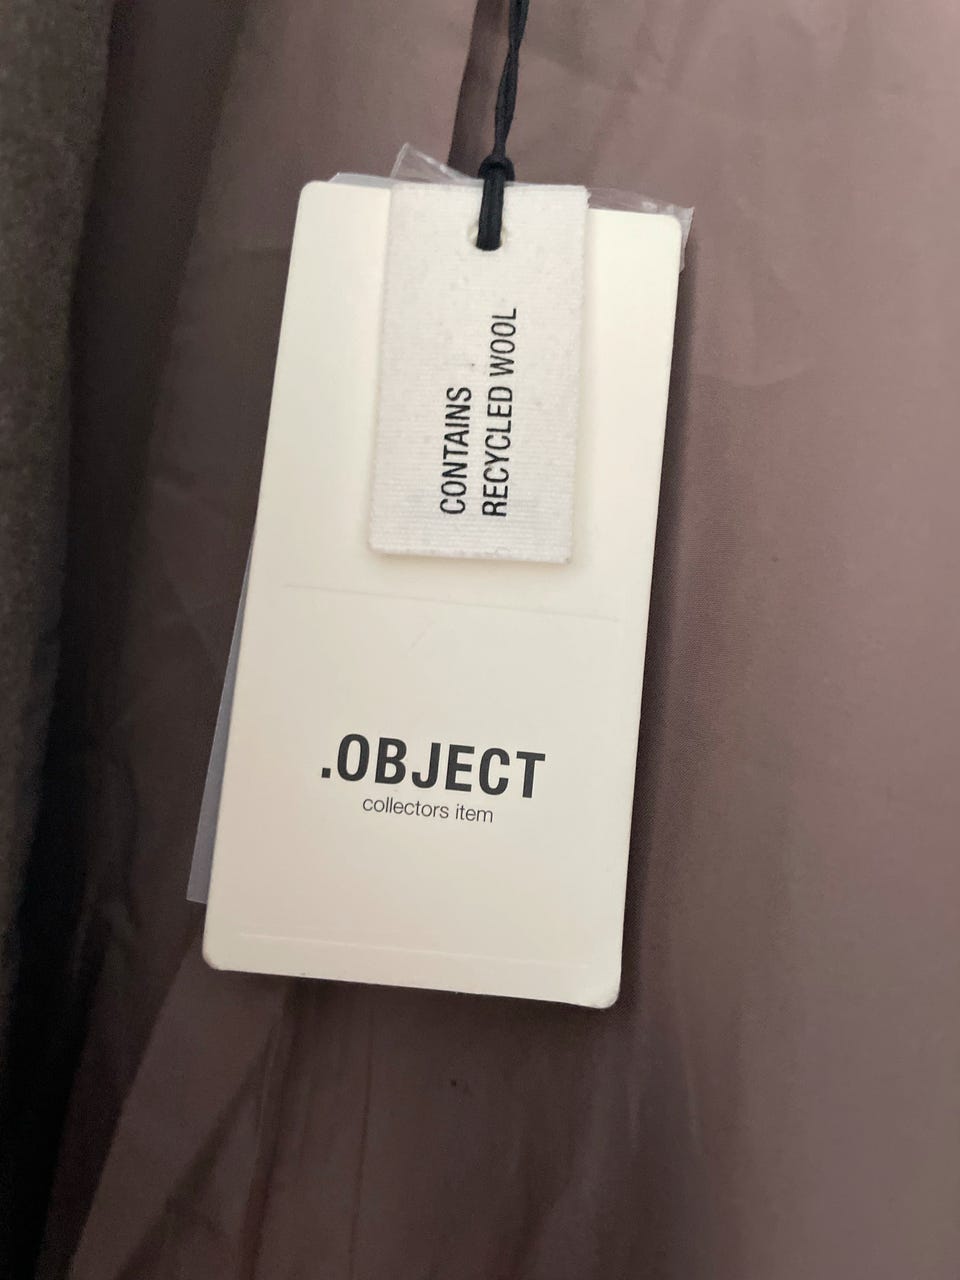 CONTAINS
RECYCLED WOOL
.OBJECT
collectors item